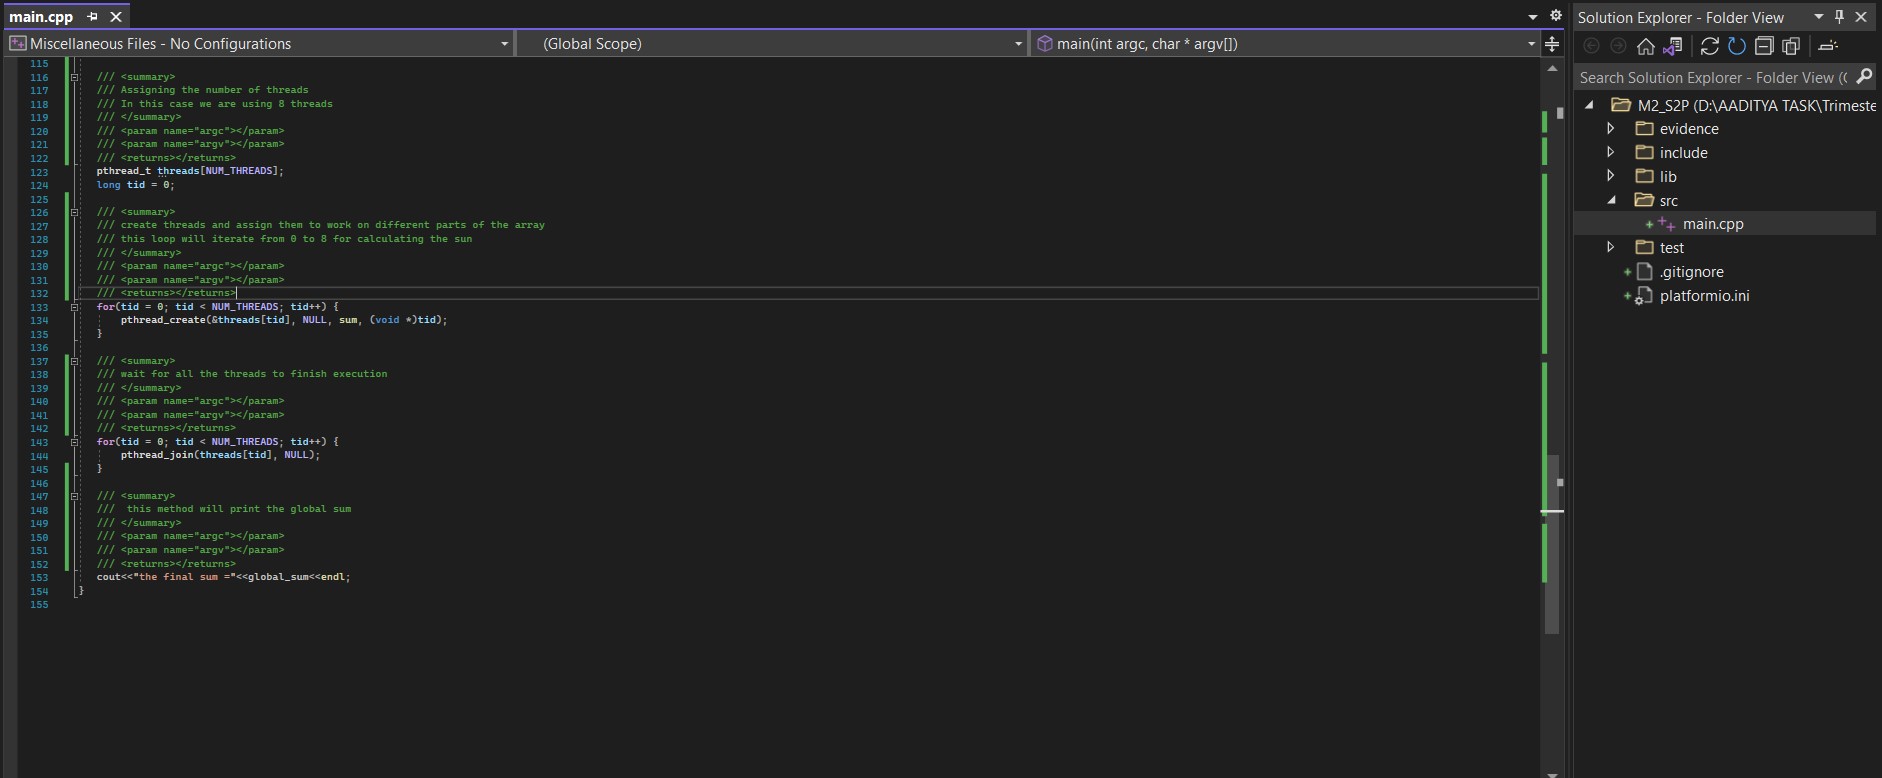 main.cpp
Miscellaneous Files - No Configurations
(Global Scope)
main(int argc, char * argv[])
115
116 /// <summary>
117 /// Assigning the number of threads
118 /// In this case we are using 8 threads
119 /// </summary>
120 /// <param name="argc"></param>
121 /// <param name="argv"></param>
122 /// <returns></returns>
123 pthread_t threads[NUM_THREADS];
124 long tid = 0;
125
126 /// <summary>
127 /// create threads and assign them to work on different parts of the array
128 /// this loop will iterate from 0 to 8 for calculating the sun
129 /// </summary>
130 /// <param name="argc"></param>
131 /// <param name="argv"></param>
132 /// <returns></returns>
133 for(tid = 0; tid < NUM_THREADS; tid++) {
134 pthread_create(&threads[tid], NULL, sum, (void *)tid);
135 }
136
137 /// <summary>
138 /// wait for all the threads to finish execution
139 /// </summary>
140 /// <param name="argc"></param>
141 /// <param name="argv"></param>
142 /// <returns></returns>
143 for(tid = 0; tid < NUM_THREADS; tid++) {
144 pthread_join(threads[tid], NULL);
145 }
146
147 /// <summary>
148 ///  this method will print the global sum
149 /// </summary>
150 /// <param name="argc"></param>
151 /// <param name="argv"></param>
152 /// <returns></returns>
153 cout<<"the final sum ="<<global_sum<<endl;
154 }
155
Solution Explorer - Folder View
Search Solution Explorer - Folder View (
M2_S2P (D:\AADITYA TASK\Trimeste
evidence
include
lib
src
main.cpp
test
.gitignore
platformio.ini